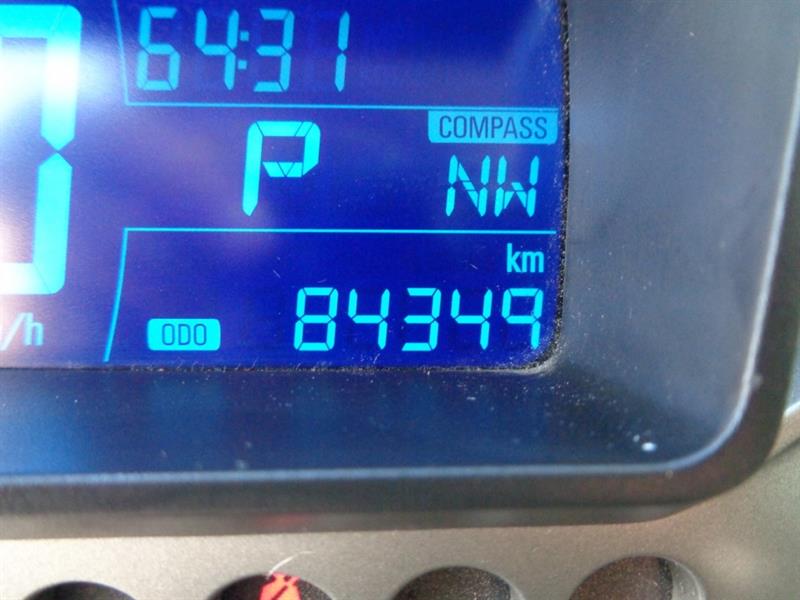 64:31
COMPASS
P NW
km
ODO 84349
/h